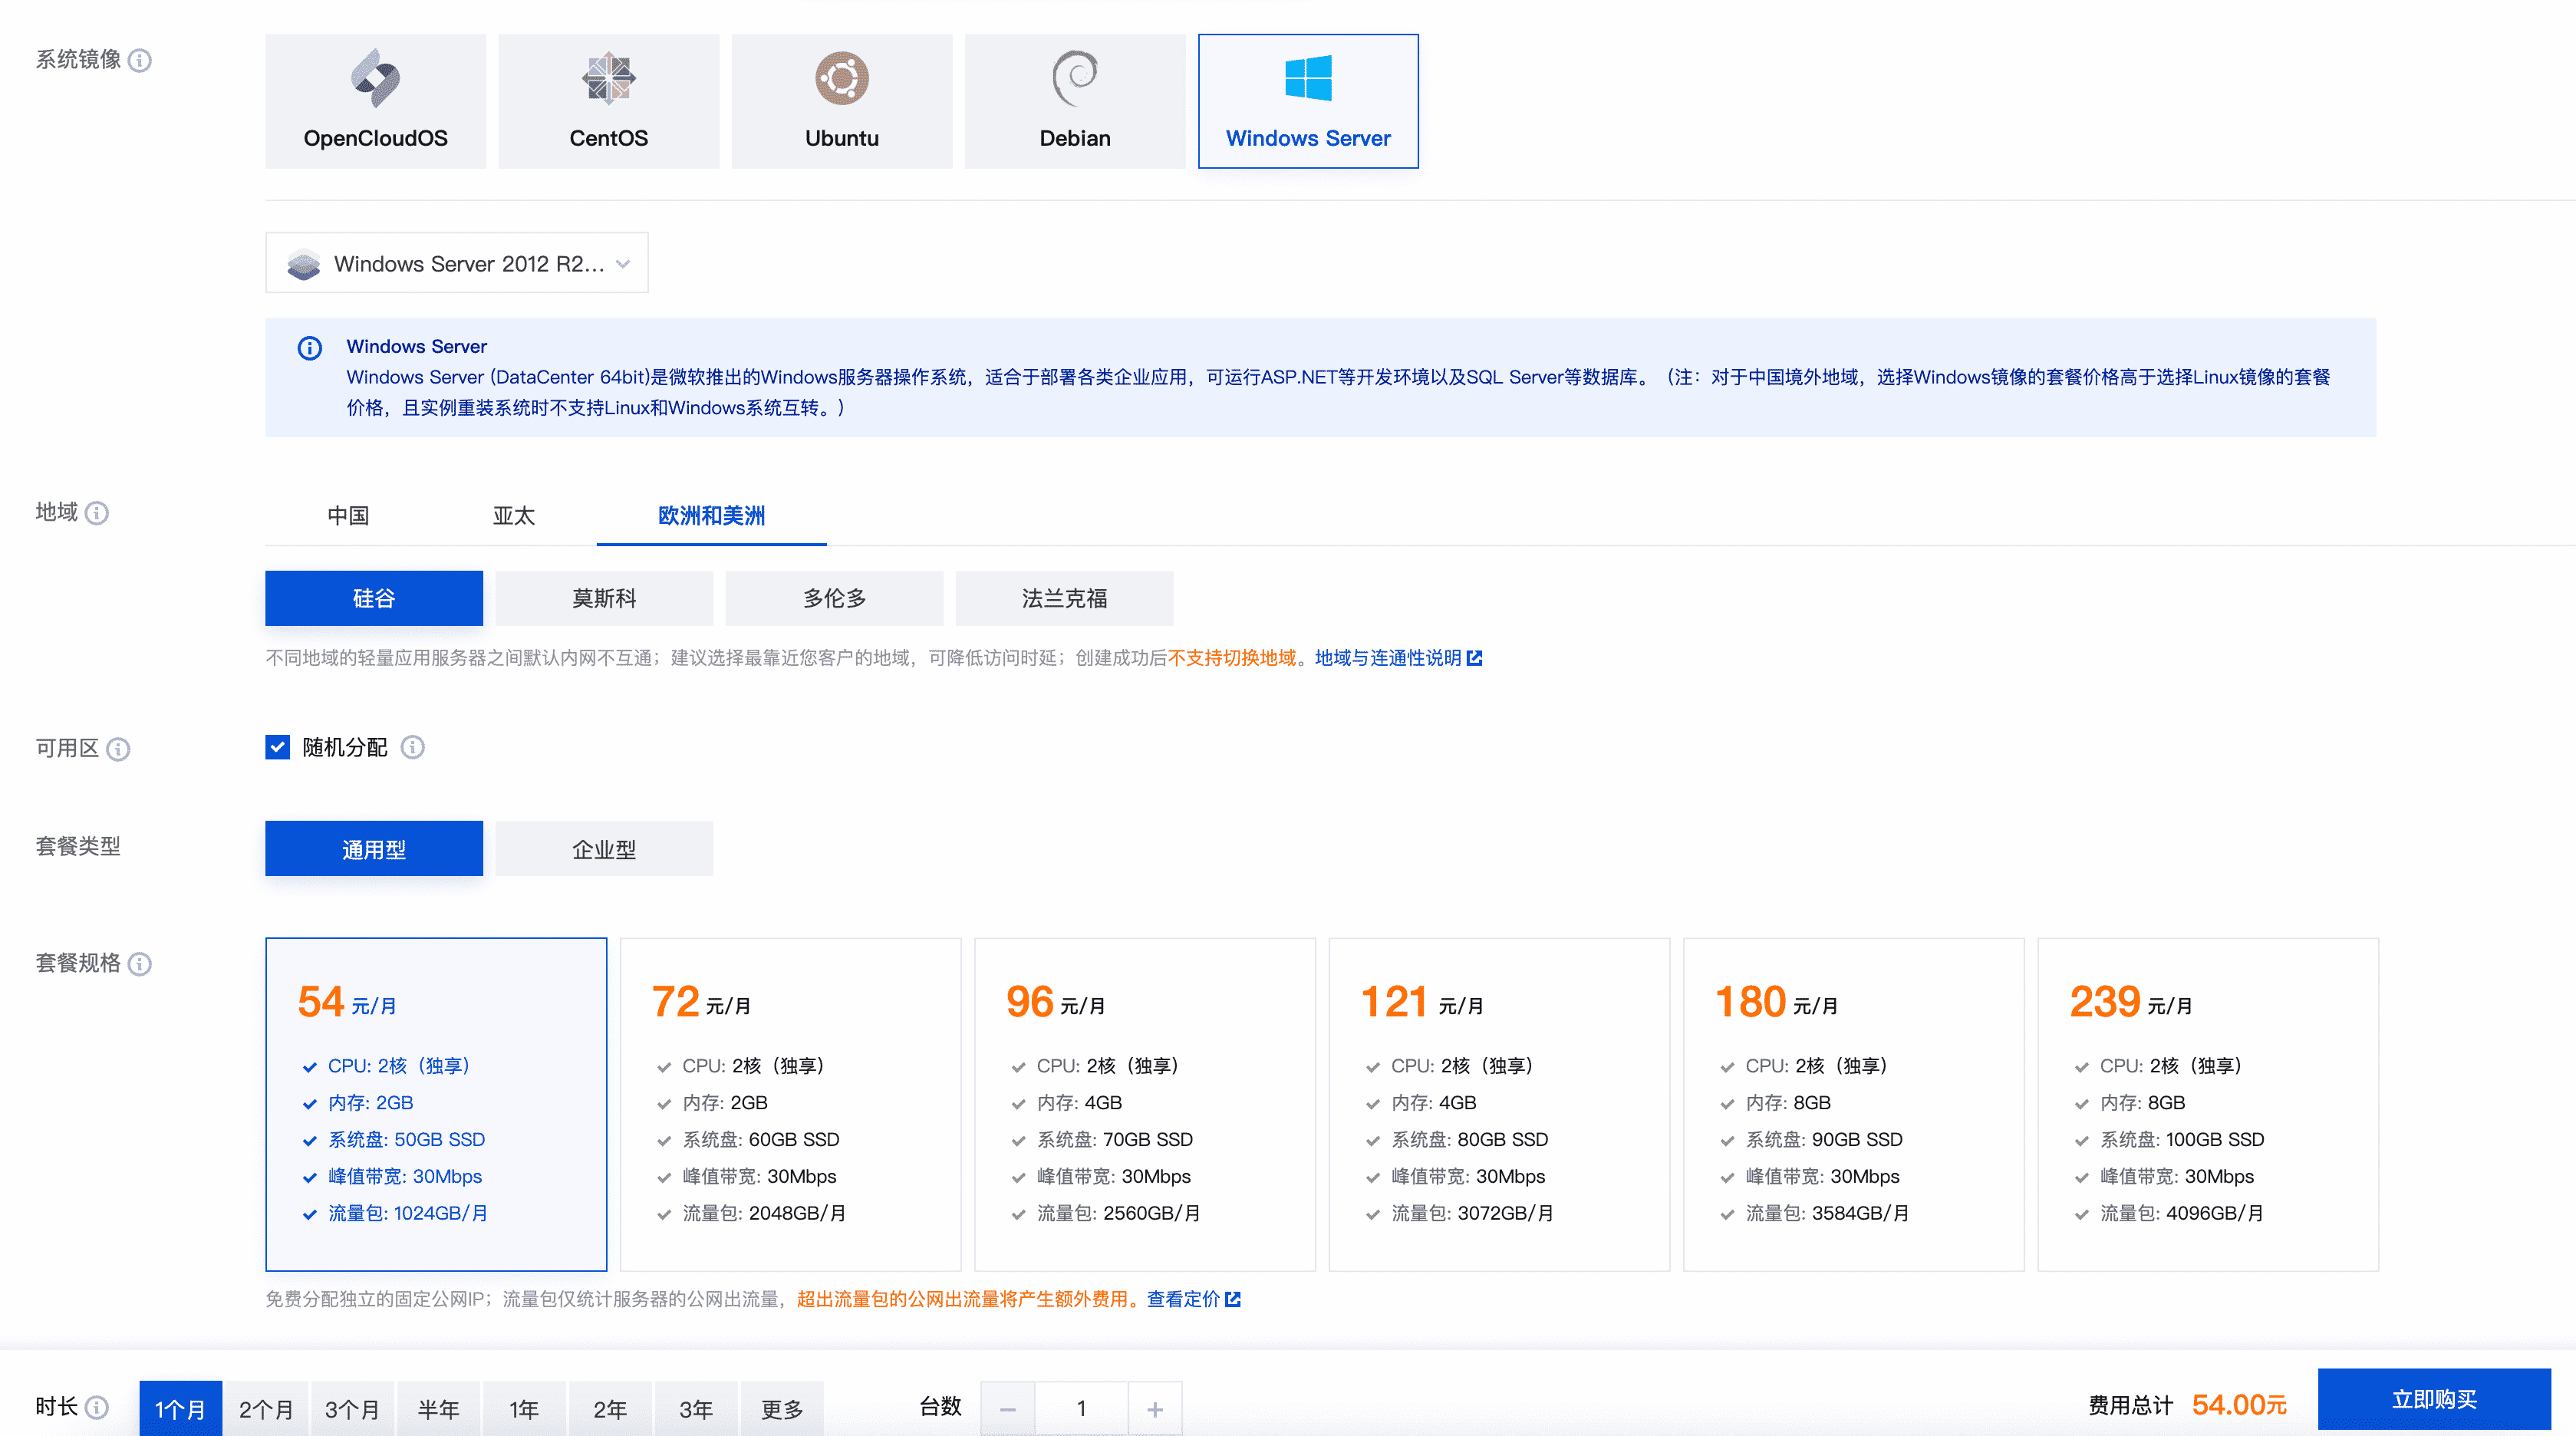 系统镜像
OpenCloudOS
CentOS
Ubuntu
Debian
Windows Server
Windows Server 2012 R2...
Windows Server
Windows Server (DataCenter 64bit)是微软推出的Windows服务器操作系统，适合于部署各类企业应用，可运行ASP.NET等开发环境以及SQL Server等数据库。（注：对于中国境外地域，选择Windows镜像的套餐价格高于选择Linux镜像的套餐
价格，且实例重装系统时不支持Linux和Windows系统互转。）
地域
中国 亚太 欧洲和美洲
硅谷 莫斯科 多伦多 法兰克福
不同地域的轻量应用服务器之间默认内网不互通；建议选择最靠近您客户的地域，可降低访问时延；创建成功后不支持切换地域。地域与连通性说明
可用区
随机分配
套餐类型
通用型 企业型
套餐规格
54 元/月
CPU: 2核（独享）
内存: 2GB
系统盘: 50GB SSD
峰值带宽: 30Mbps
流量包: 1024GB/月
72 元/月
CPU: 2核（独享）
内存: 2GB
系统盘: 60GB SSD
峰值带宽: 30Mbps
流量包: 2048GB/月
96 元/月
CPU: 2核（独享）
内存: 4GB
系统盘: 70GB SSD
峰值带宽: 30Mbps
流量包: 2560GB/月
121 元/月
CPU: 2核（独享）
内存: 4GB
系统盘: 80GB SSD
峰值带宽: 30Mbps
流量包: 3072GB/月
180 元/月
CPU: 2核（独享）
内存: 8GB
系统盘: 90GB SSD
峰值带宽: 30Mbps
流量包: 3584GB/月
239 元/月
CPU: 2核（独享）
内存: 8GB
系统盘: 100GB SSD
峰值带宽: 30Mbps
流量包: 4096GB/月
免费分配独立的固定公网IP；流量包仅统计服务器的公网出流量，超出流量包的公网出流量将产生额外费用。查看定价
时长 1个月 2个月 3个月 半年 1年 2年 3年 更多 台数 − 1 + 费用总计 54.00元 立即购买